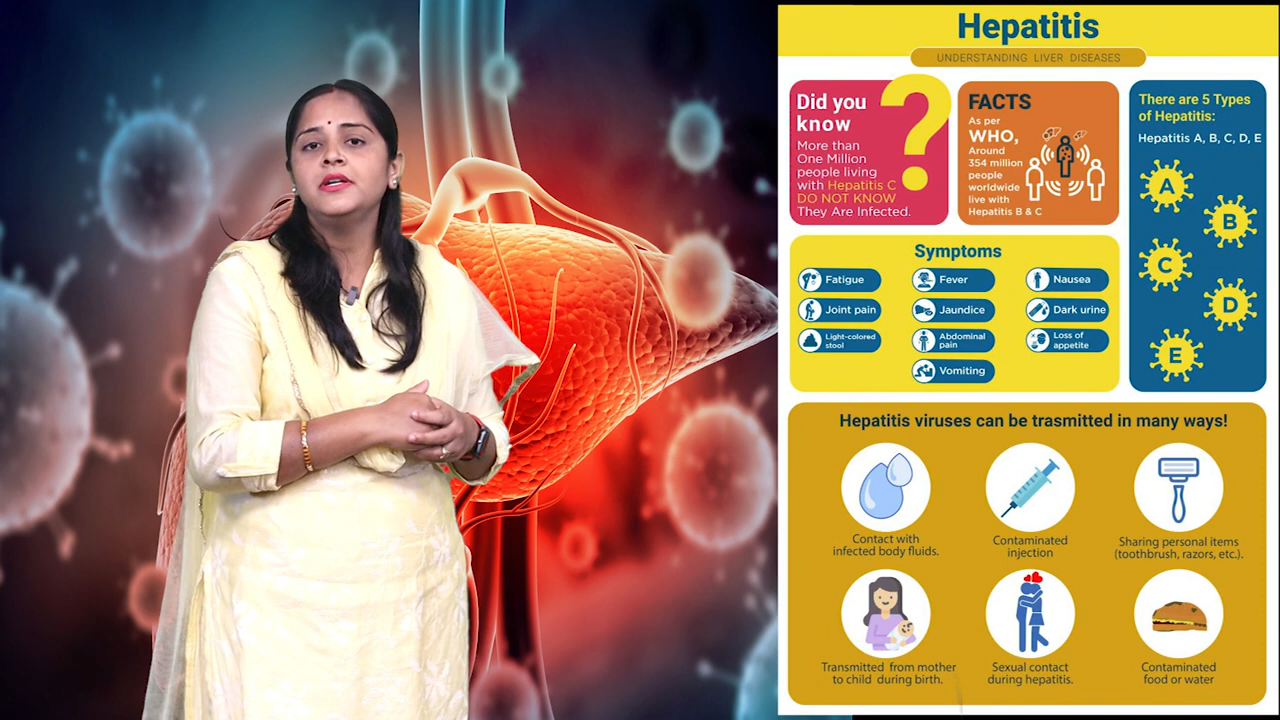 Hepatitis
UNDERSTANDING LIVER DISEASES
Did you
know
?
More than
One Million
people living
with Hepatitis C
DO NOT KNOW
They Are Infected.
FACTS
As per
WHO,
Around
354 million
people
worldwide
live with
Hepatitis B & C
There are 5 Types
of Hepatitis:
Hepatitis A, B, C, D, E
A
B
C
D
E
Symptoms
Fatigue
Fever
Nausea
Joint pain
Jaundice
Dark urine
Light-colored
stool
Abdominal
pain
Loss of
appetite
Vomiting
Hepatitis viruses can be trasmitted in many ways!
Contact with
infected body fluids.
Contaminated
injection
Sharing personal items
(toothbrush, razors, etc.).
Transmitted from mother
to child during birth.
Sexual contact
during hepatitis.
Contaminated
food or water